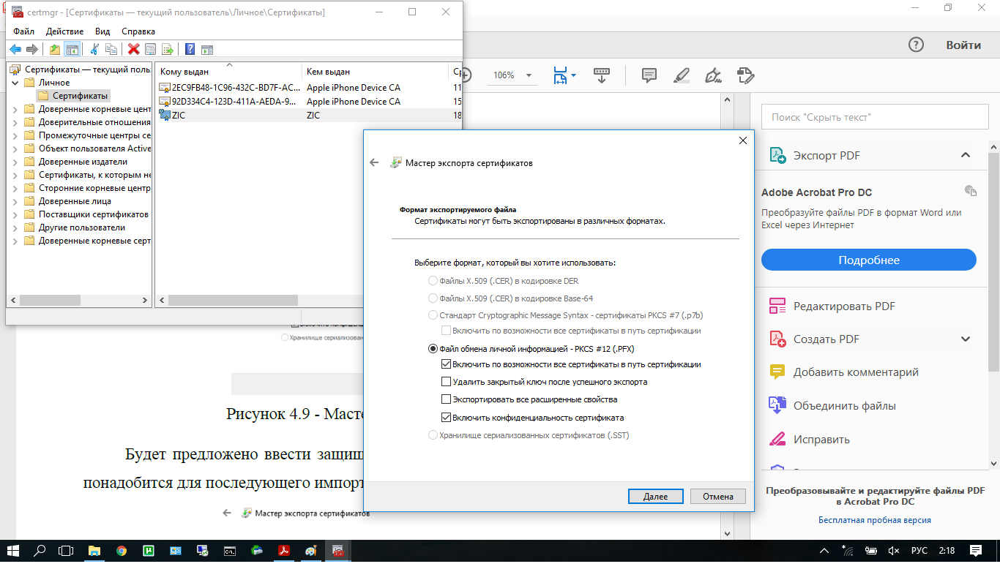 certmgr - [Сертификаты — текущий пользователь\Личное\Сертификаты]
Файл Действие Вид Справка
Сертификаты — текущий поль
Личное
Сертификаты
Доверенные корневые цент
Доверительные отношения
Промежуточные центры се
Объект пользователя Active
Доверенные издатели
Сертификаты, к которым не
Сторонние корневые центр
Доверенные лица
Поставщики сертификатов
Другие пользователи
Доверенные корневые серт
Кому выдан Кем выдан Ср
2EC9FB48-1C96-432C-BD7F-AC... Apple iPhone Device CA 11
92D334C4-123D-411A-AEDA-9... Apple iPhone Device CA 15
ZIC ZIC 18
Мастер экспорта сертификатов
Формат экспортируемого файла
Сертификаты могут быть экспортированы в различных форматах.
Выберите формат, который вы хотите использовать:
Файлы X.509 (.CER) в кодировке DER
Файлы X.509 (.CER) в кодировке Base-64
Стандарт Cryptographic Message Syntax - сертификаты PKCS #7 (.p7b)
Включить по возможности все сертификаты в путь сертификации
Файл обмена личной информацией - PKCS #12 (.PFX)
Включить по возможности все сертификаты в путь сертификации
Удалить закрытый ключ после успешного экспорта
Экспортировать все расширенные свойства
Включить конфиденциальность сертификата
Хранилище сериализованных сертификатов (.SST)
Далее Отмена
106%
Войти
Поиск "Скрыть текст"
Экспорт PDF
Adobe Acrobat Pro DC
Преобразуйте файлы PDF в формат Word или
Excel через Интернет
Подробнее
Редактировать PDF
Создать PDF
Добавить комментарий
Объединить файлы
Исправить
Преобразовывайте и редактируйте файлы PDF
в Acrobat Pro DC
Бесплатная пробная версия
Включить конфиденц
Хранилище сериализован
Рисунок 4.9 - Масте
Будет предложено ввести защищ
понадобится для последующего импорт
Мастер экспорта сертификатов
РУС 2:18